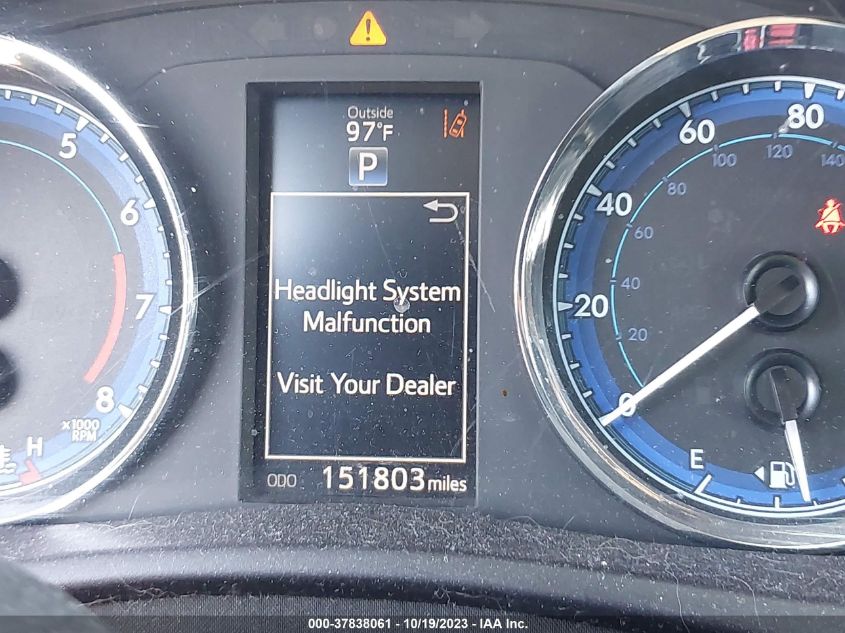 Outside
97°F
P
Headlight System
Malfunction
Visit Your Dealer
ODO 151803 miles
5
6
7
8
x1000
RPM
H
0
20
40
60
80
20
40
60
80
100
120
140
E
000-37838061 - 10/19/2023 - IAA Inc.